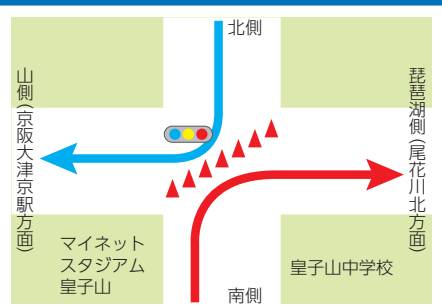 北側
山側(京阪大津京駅方面)
琵琶湖側(尾花川北方面)
マイネット
スタジアム
皇子山
皇子山中学校
南側